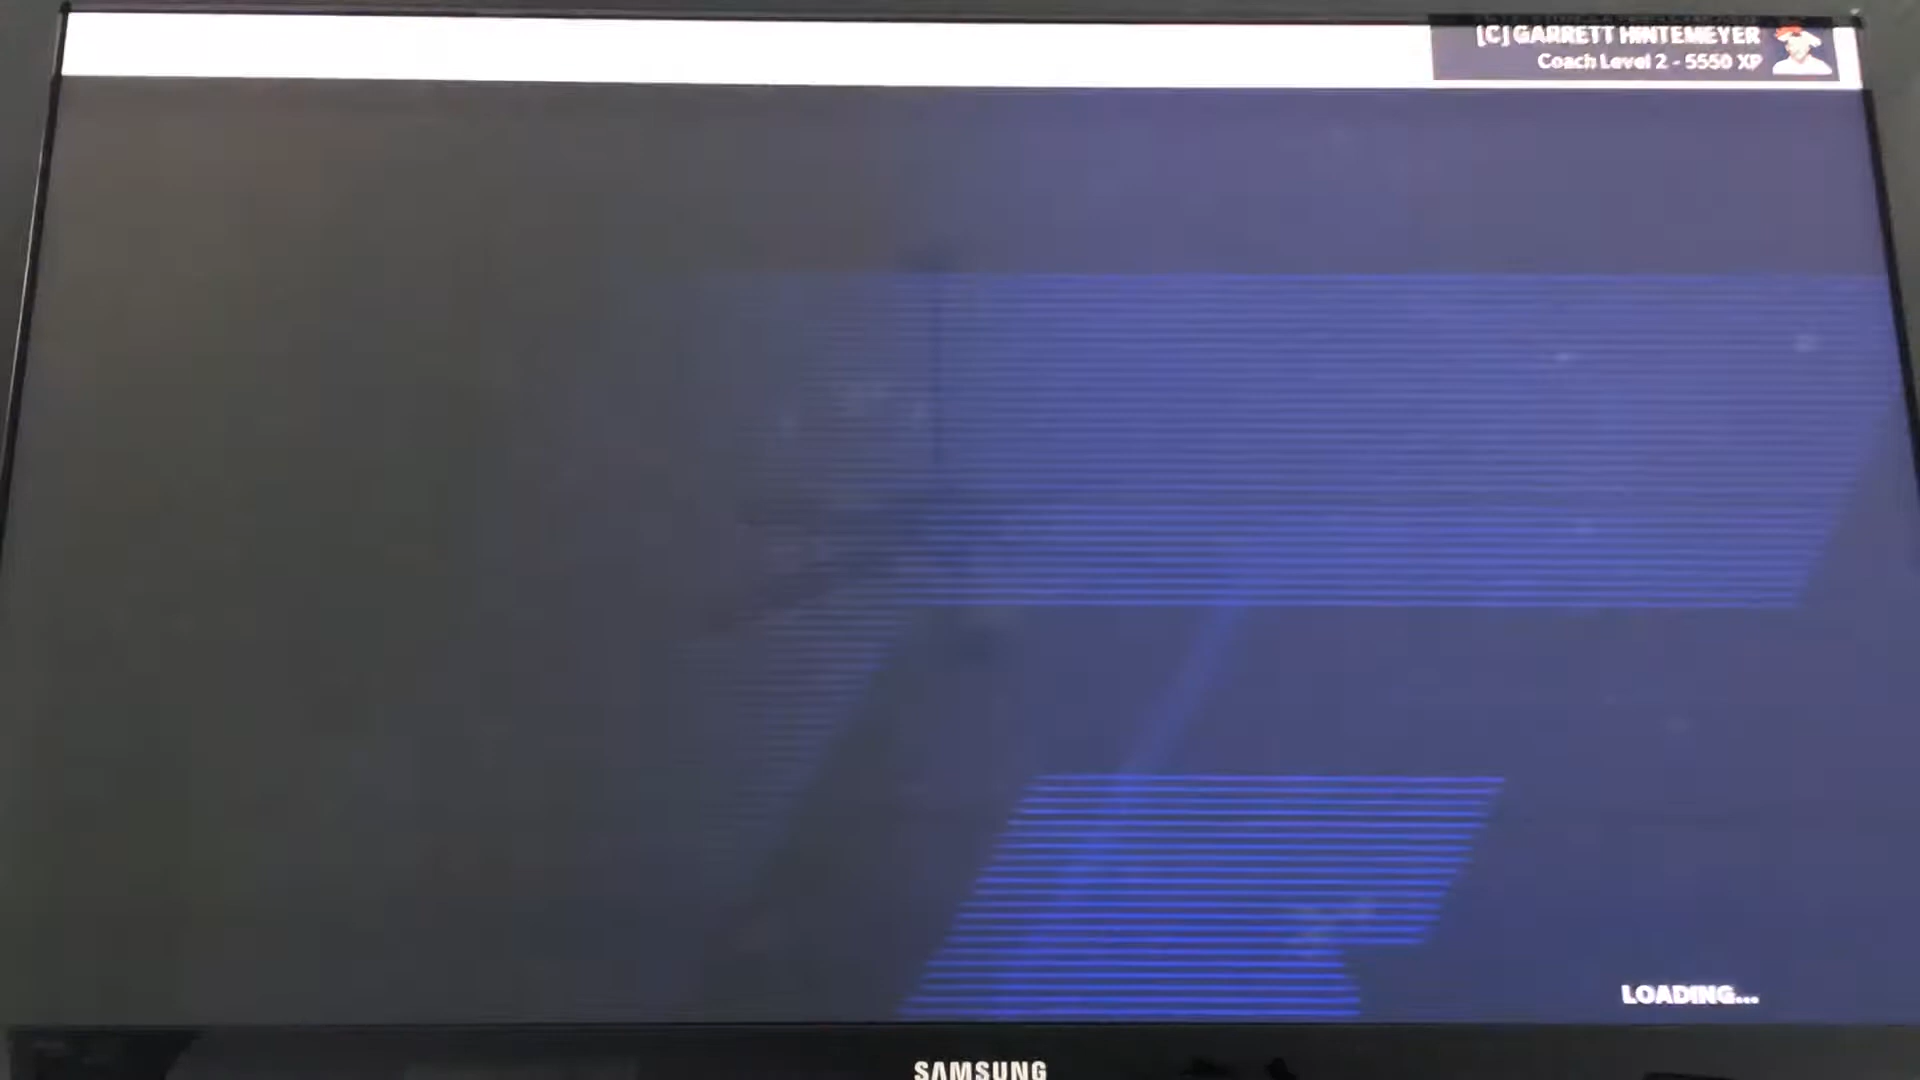 [C] GARRETT HINTEMEYER
Coach Level 2 - 5550 XP
LOADING...
SAMSUNG